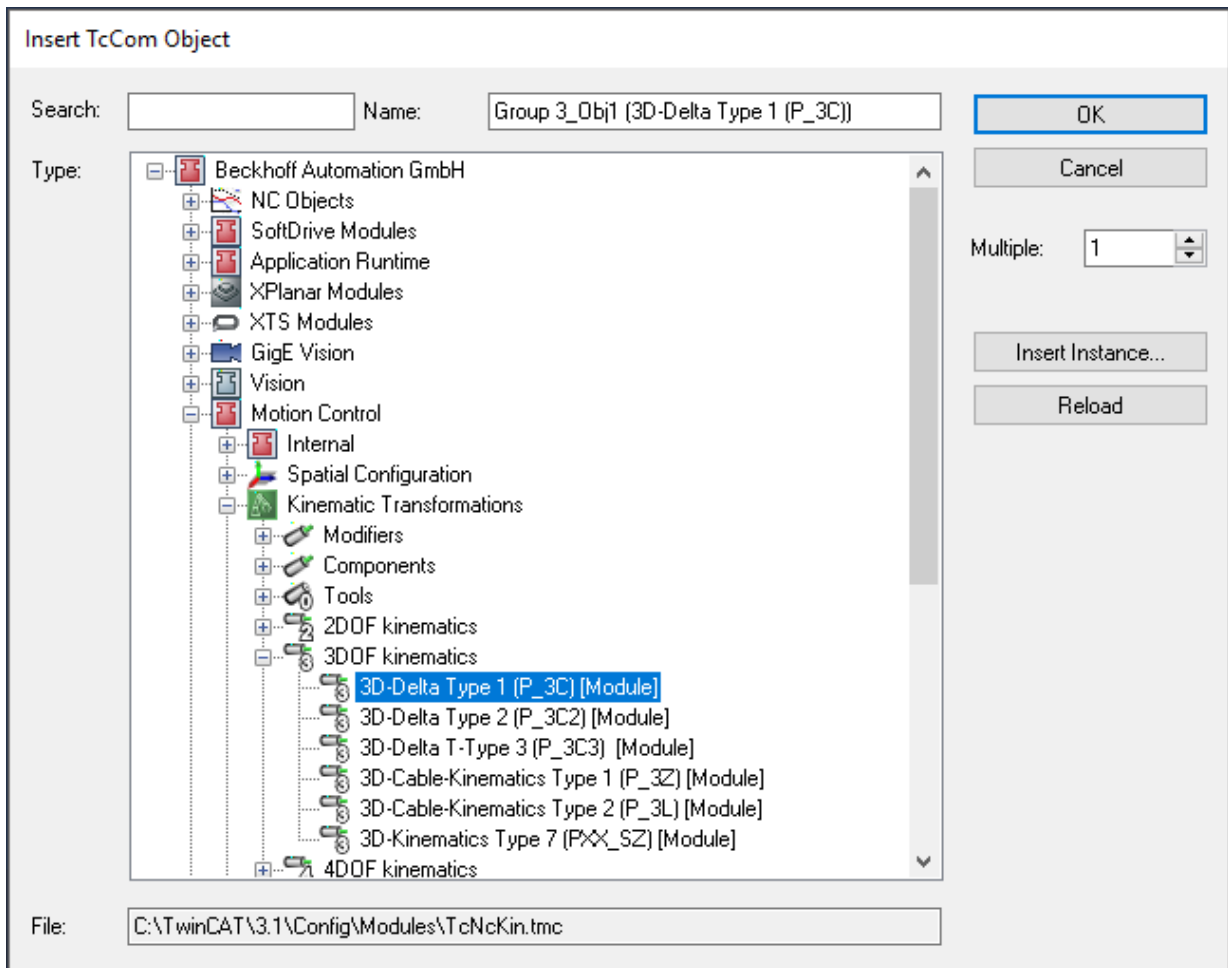 Insert TcCom Object
Search:
Name: Group 3_Obj1 (3D-Delta Type 1 (P_3C))
OK
Type:
Beckhoff Automation GmbH
Cancel
NC Objects
SoftDrive Modules
Multiple: 1
Application Runtime
XPlanar Modules
XTS Modules
GigE Vision
Insert Instance...
Vision
Reload
Motion Control
Internal
Spatial Configuration
Kinematic Transformations
Modifiers
Components
Tools
2DOF kinematics
3DOF kinematics
3D-Delta Type 1 (P_3C) [Module]
3D-Delta Type 2 (P_3C2) [Module]
3D-Delta T-Type 3 (P_3C3)  [Module]
3D-Cable-Kinematics Type 1 (P_3Z) [Module]
3D-Cable-Kinematics Type 2 (P_3L) [Module]
3D-Kinematics Type 7 (PXX_SZ) [Module]
4DOF kinematics
File: C:\TwinCAT\3.1\Config\Modules\TcNcKin.tmc